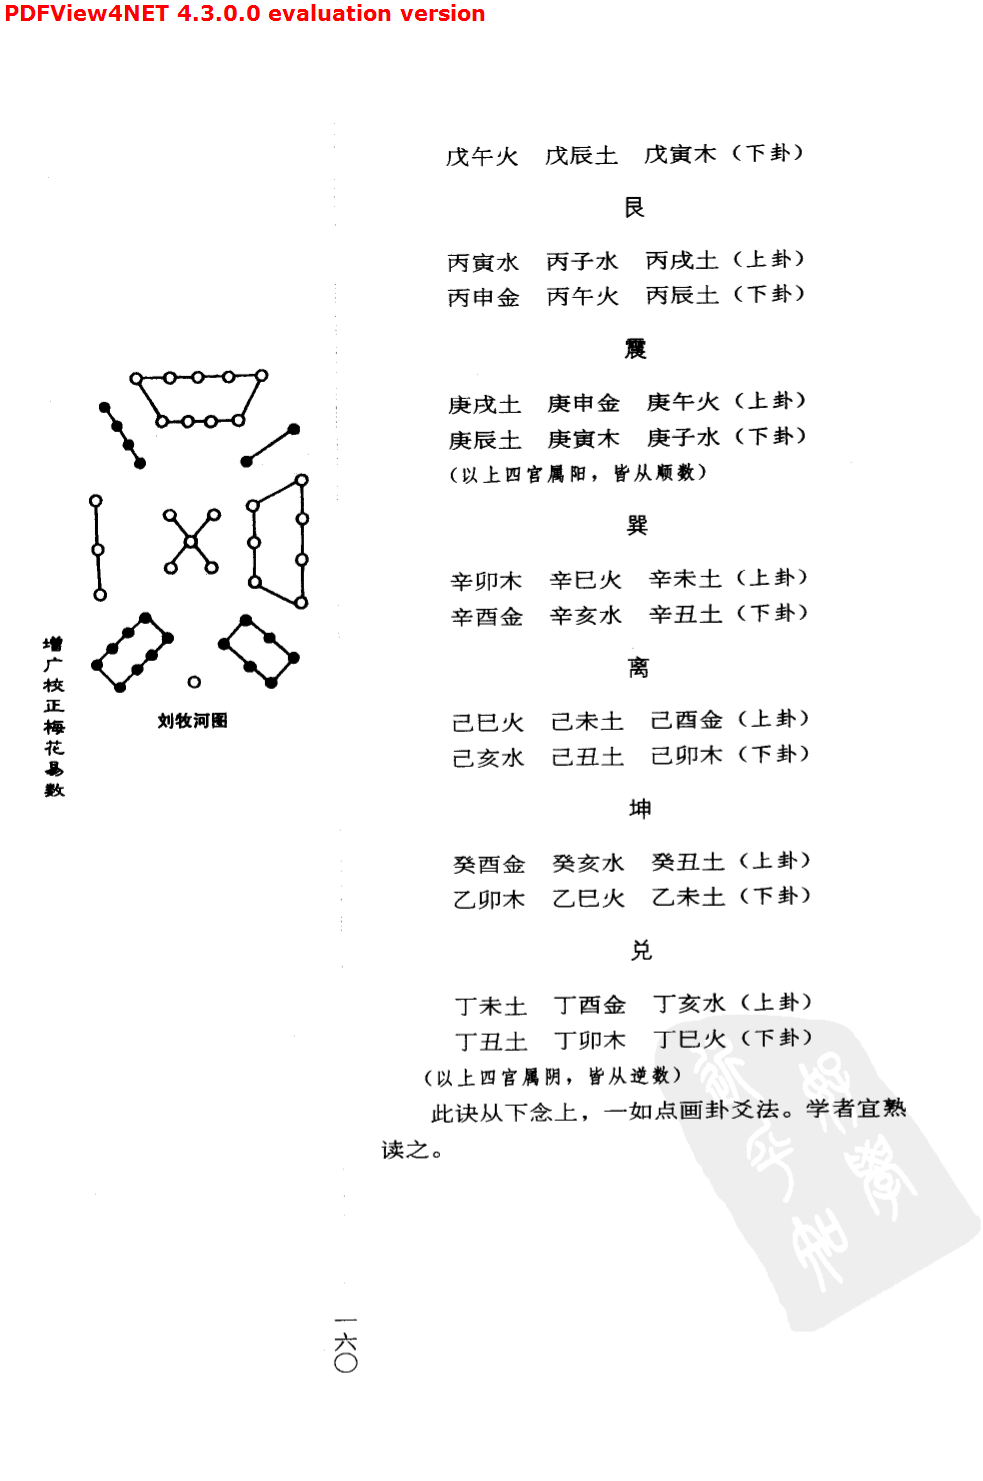 PDFView4NET 4.3.0.0 evaluation version
戊午火 戊辰土 戊寅木（下卦）
艮
丙寅水 丙子水 丙戌土（上卦）
丙申金 丙午火 丙辰土（下卦）
震
庚戌土 庚申金 庚午火（上卦）
庚辰土 庚寅木 庚子水（下卦）
（以上四宫属阳，皆从顺数）
巽
辛卯木 辛巳火 辛未土（上卦）
辛酉金 辛亥水 辛丑土（下卦）
离
己巳火 己未土 己酉金（上卦）
己亥水 己丑土 己卯木（下卦）
坤
癸酉金 癸亥水 癸丑土（上卦）
乙卯木 乙巳火 乙未土（下卦）
兑
丁未土 丁酉金 丁亥水（上卦）
丁丑土 丁卯木 丁巳火（下卦）
（以上四宫属阴，皆从逆数）
此诀从下念上，一如点画卦爻法。学者宜熟
读之。
刘牧河图
增广校正梅花易数
一六〇